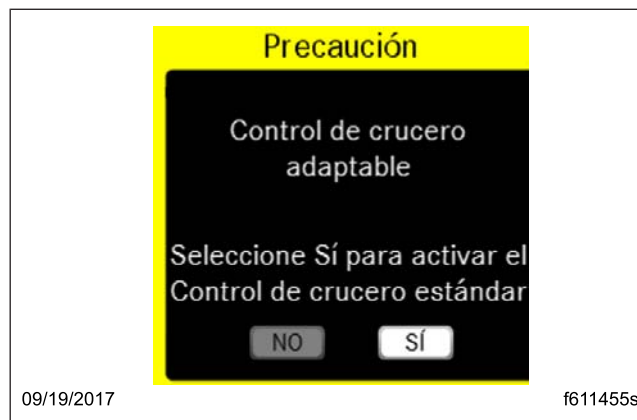 Precaución
Control de crucero
adaptable
Seleccione Sí para activar el
Control de crucero estándar
NO
SÍ
09/19/2017
f611455s